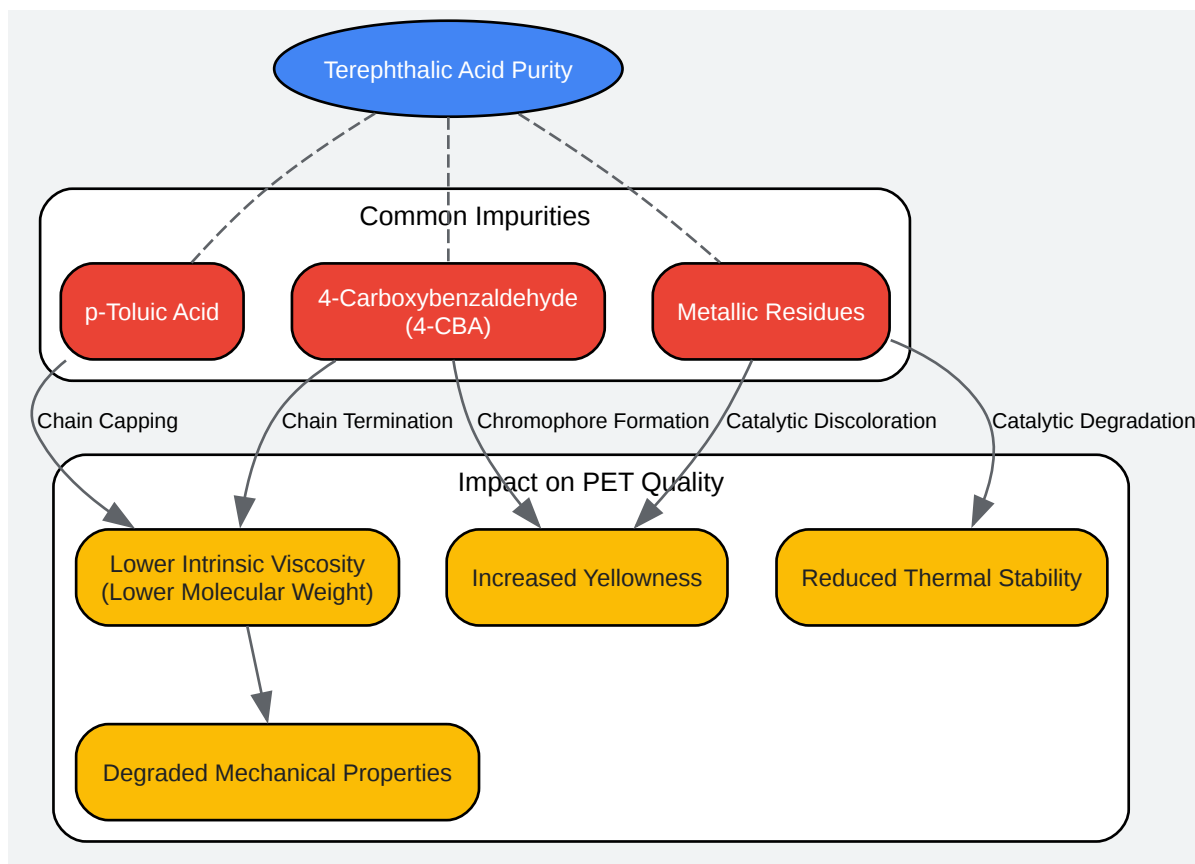 Terephthalic Acid Purity
Common Impurities
p-Toluic Acid
4-Carboxybenzaldehyde
(4-CBA)
Metallic Residues
Chain Capping
Chain Termination
Chromophore Formation
Catalytic Discoloration
Catalytic Degradation
Impact on PET Quality
Lower Intrinsic Viscosity
(Lower Molecular Weight)
Increased Yellowness
Reduced Thermal Stability
Degraded Mechanical Properties